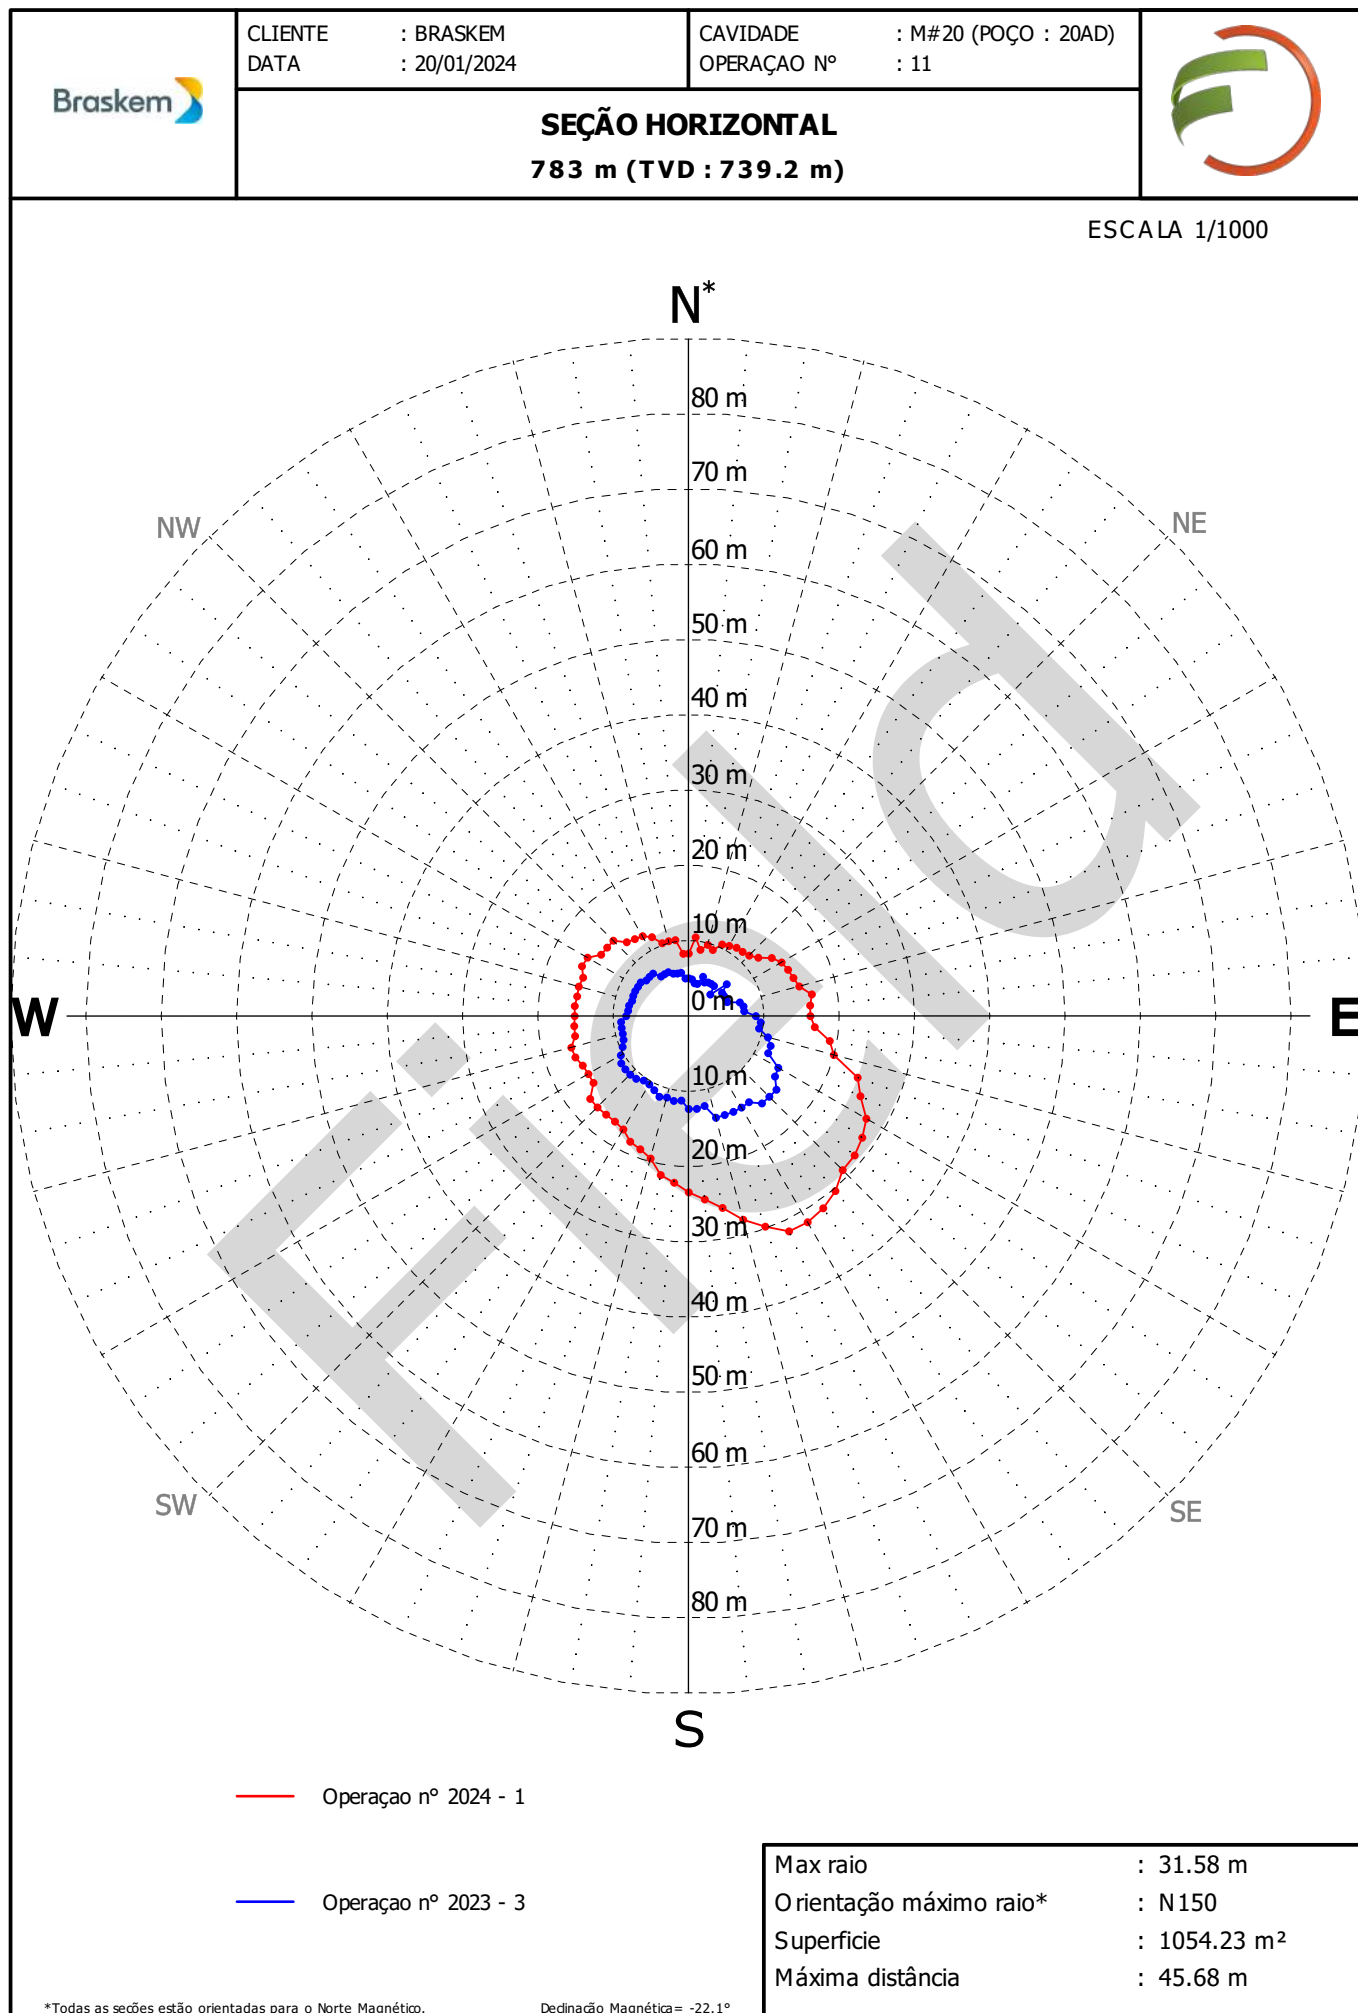 Braskem
CLIENTE : BRASKEM
DATA : 20/01/2024
CAVIDADE : M#20 (POÇO : 20AD)
OPERAÇAO N° : 11
SEÇÃO HORIZONTAL
783 m (TVD : 739.2 m)
ESCALA 1/1000
N*
80 m
70 m
NW
NE
60 m
50 m
40 m
30 m
20 m
10 m
W
0 m
E
10 m
20 m
30 m
40 m
50 m
60 m
SW
SE
70 m
80 m
S
Field
Operaçao n° 2024 - 1
Operaçao n° 2023 - 3
Max raio : 31.58 m
Orientação máximo raio* : N150
Superficie : 1054.23 m²
Máxima distância : 45.68 m
*Todas as seções estão orientadas para o Norte Magnético. Declinação Magnética= -22.1°